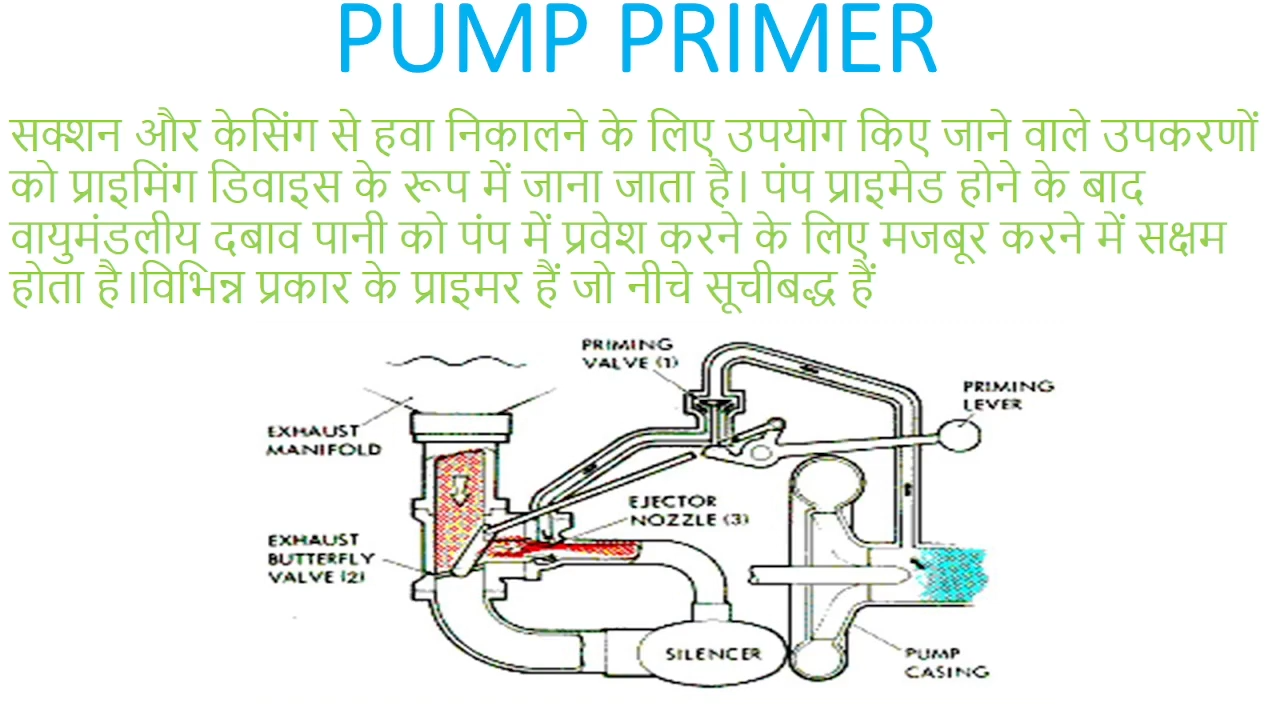 PUMP PRIMER
सक्शन और केसिंग से हवा निकालने के लिए उपयोग किए जाने वाले उपकरणों
को प्राइमिंग डिवाइस के रूप में जाना जाता है। पंप प्राइमेड होने के बाद
वायुमंडलीय दबाव पानी को पंप में प्रवेश करने के लिए मजबूर करने में सक्षम
होता है।विभिन्न प्रकार के प्राइमर हैं जो नीचे सूचीबद्ध हैं
PRIMING
VALVE (1)
PRIMING
LEVER
EXHAUST
MANIFOLD
EJECTOR
NOZZLE (3)
EXHAUST
BUTTERFLY
VALVE (2)
SILENCER
PUMP
CASING